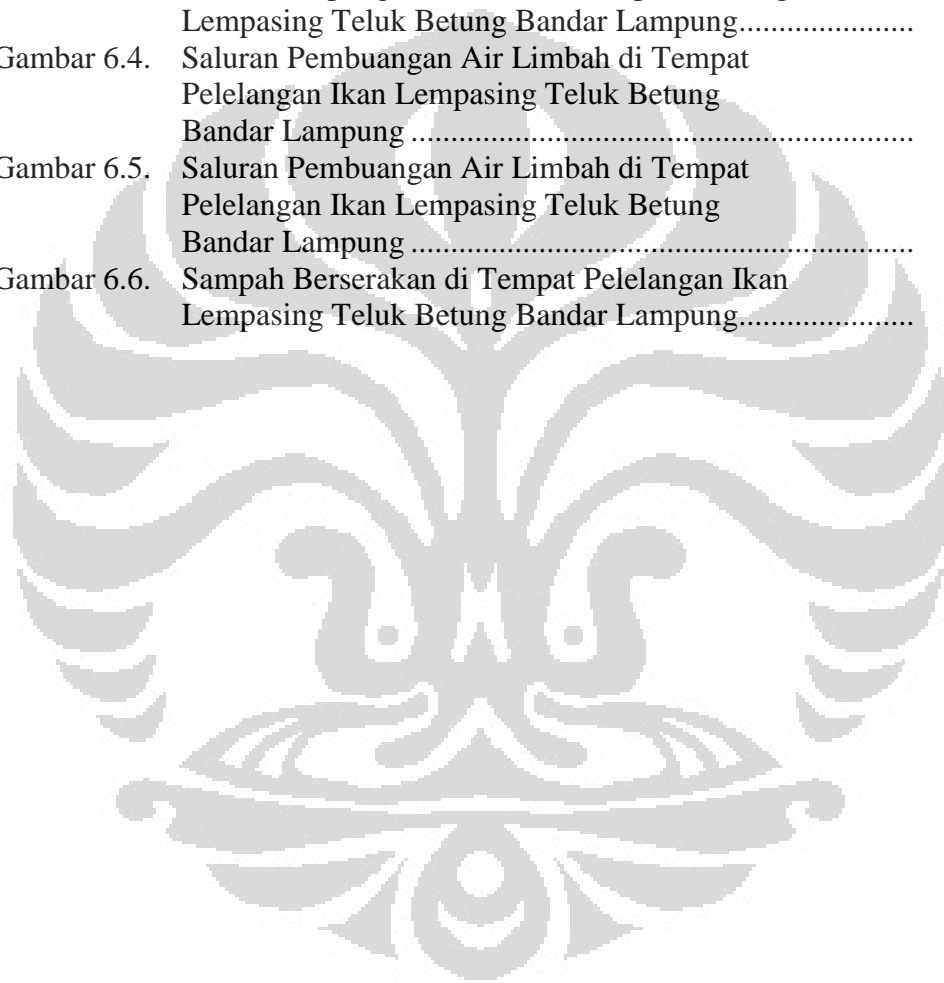 Lempasing Teluk Betung Bandar Lampung......................
Gambar 6.4. Saluran Pembuangan Air Limbah di Tempat
Pelelangan Ikan Lempasing Teluk Betung
Bandar Lampung ................................................................
Gambar 6.5. Saluran Pembuangan Air Limbah di Tempat
Pelelangan Ikan Lempasing Teluk Betung
Bandar Lampung ................................................................
Gambar 6.6. Sampah Berserakan di Tempat Pelelangan Ikan
Lempasing Teluk Betung Bandar Lampung......................